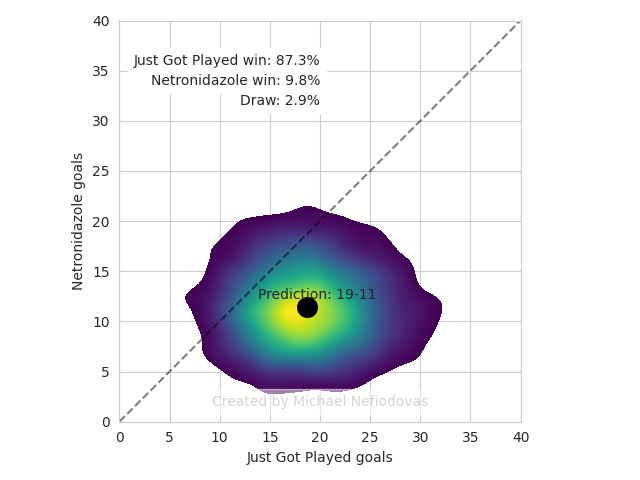 40
35
30
25
20
15
10
5
0
Netronidazole goals
Just Got Played win: 87.3%
Netronidazole win: 9.8%
Draw: 2.9%
Prediction: 19-11
Created by Michael Nefiodovas
0 5 10 15 20 25 30 35 40
Just Got Played goals